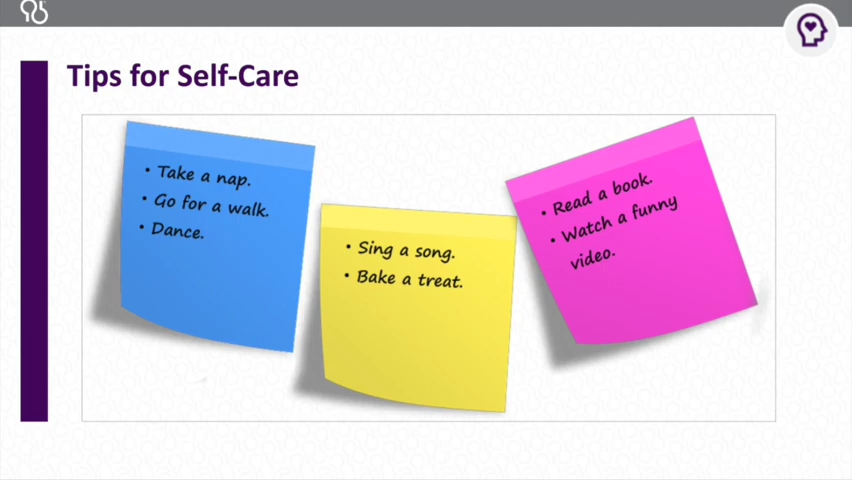 Tips for Self-Care
• Take a nap.
• Go for a walk.
• Dance.
• Sing a song.
• Bake a treat.
• Read a book.
• Watch a funny
video.